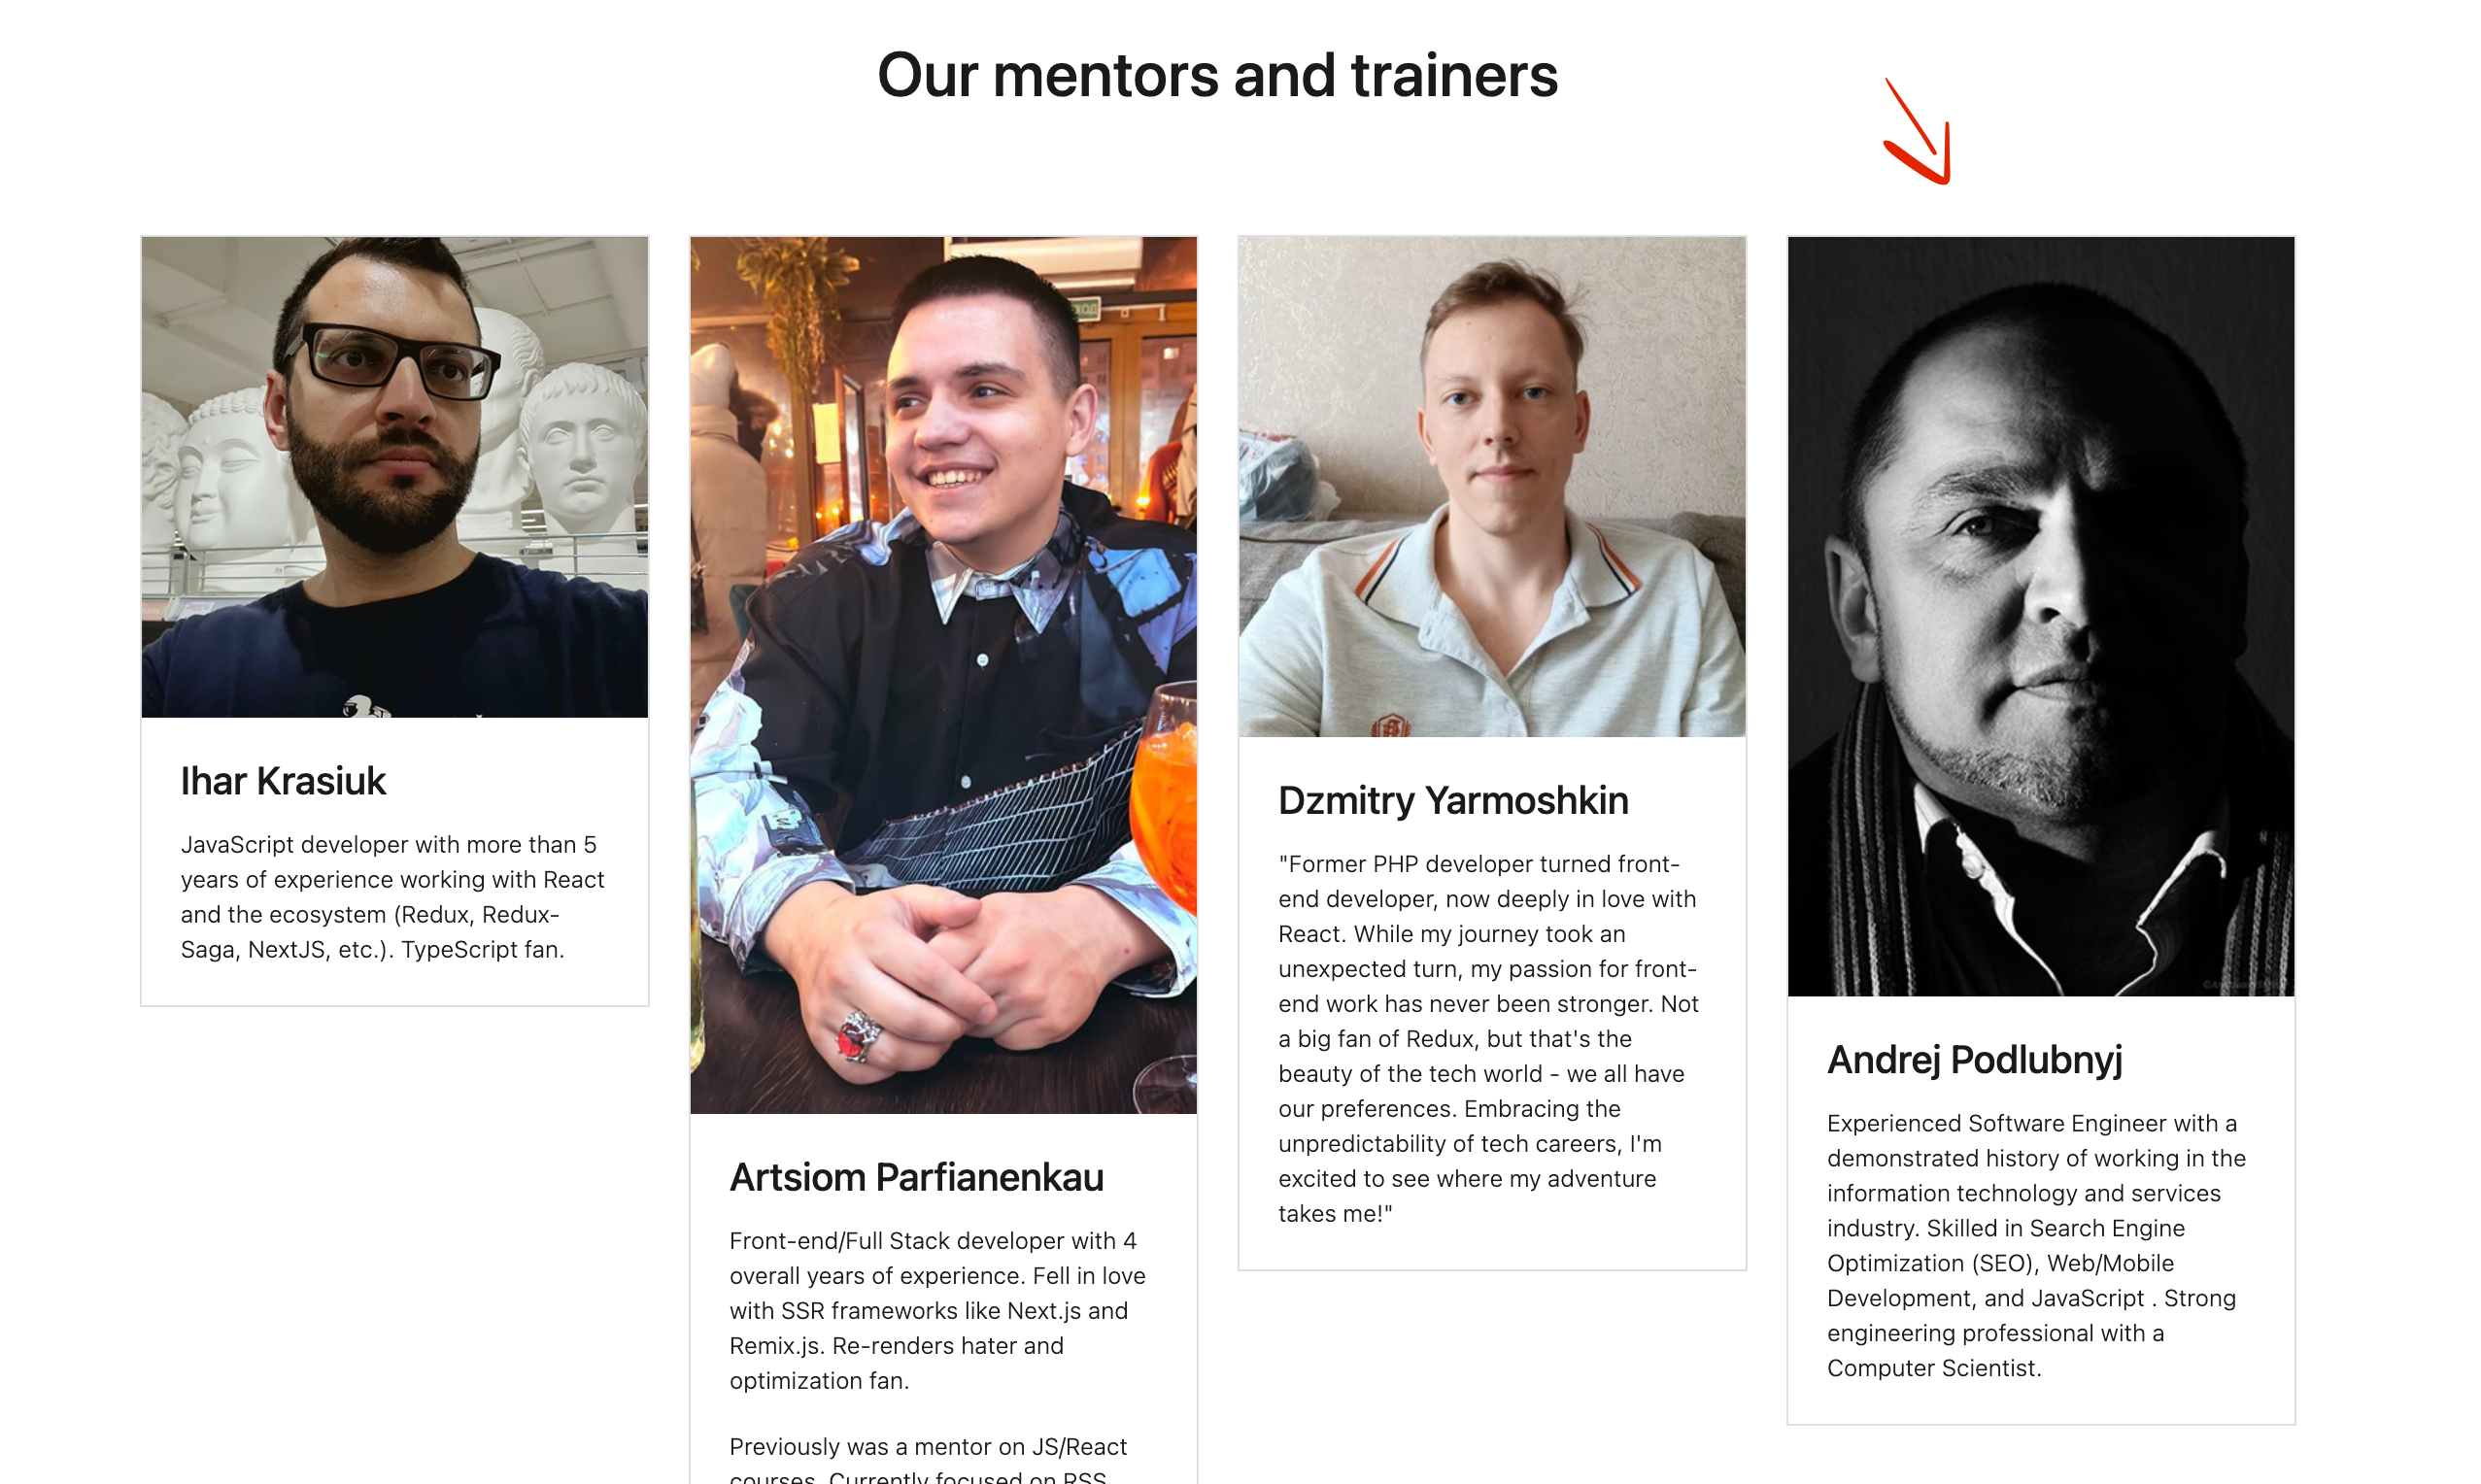 Our mentors and trainers
Ihar Krasiuk
JavaScript developer with more than 5
years of experience working with React
and the ecosystem (Redux, Redux-
Saga, NextJS, etc.). TypeScript fan.
Artsiom Parfianenkau
Front-end/Full Stack developer with 4
overall years of experience. Fell in love
with SSR frameworks like Next.js and
Remix.js. Re-renders hater and
optimization fan.
Previously was a mentor on JS/React
courses. Currently focused on RSS
Dzmitry Yarmoshkin
"Former PHP developer turned front-
end developer, now deeply in love with
React. While my journey took an
unexpected turn, my passion for front-
end work has never been stronger. Not
a big fan of Redux, but that's the
beauty of the tech world - we all have
our preferences. Embracing the
unpredictability of tech careers, I'm
excited to see where my adventure
takes me!"
Andrej Podlubnyj
Experienced Software Engineer with a
demonstrated history of working in the
information technology and services
industry. Skilled in Search Engine
Optimization (SEO), Web/Mobile
Development, and JavaScript . Strong
engineering professional with a
Computer Scientist.